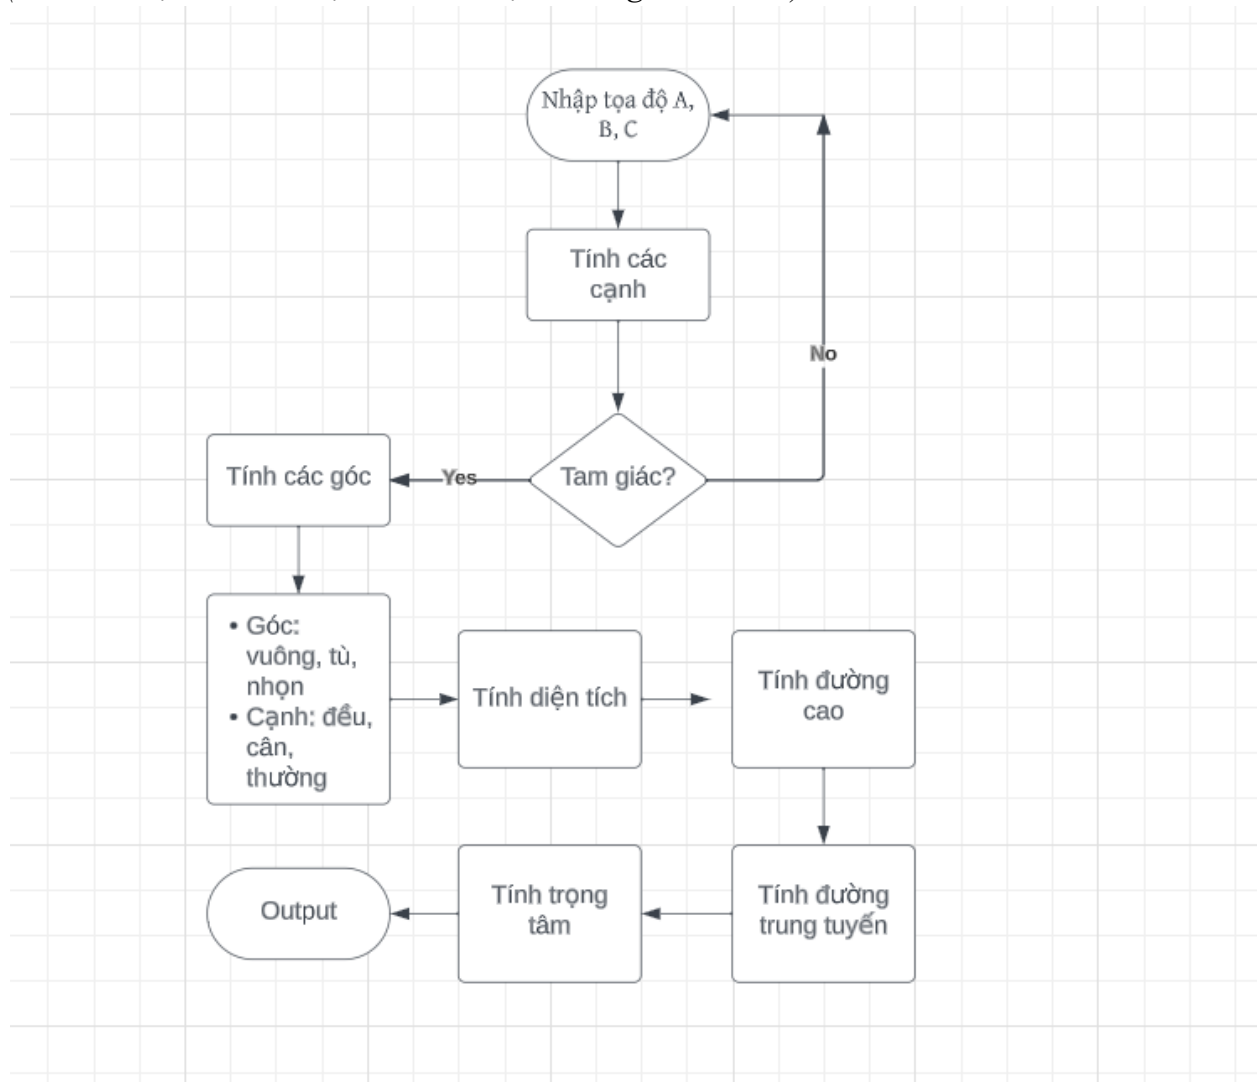 Nhập tọa độ A,
B, C
Tính các
cạnh
No
Tam giác?
Yes
Tính các góc
• Góc:
vuông, tù,
nhọn
• Cạnh: đều,
cân,
thường
Tính diện tích
Tính đường
cao
Tính đường
trung tuyến
Tính trọng
tâm
Output